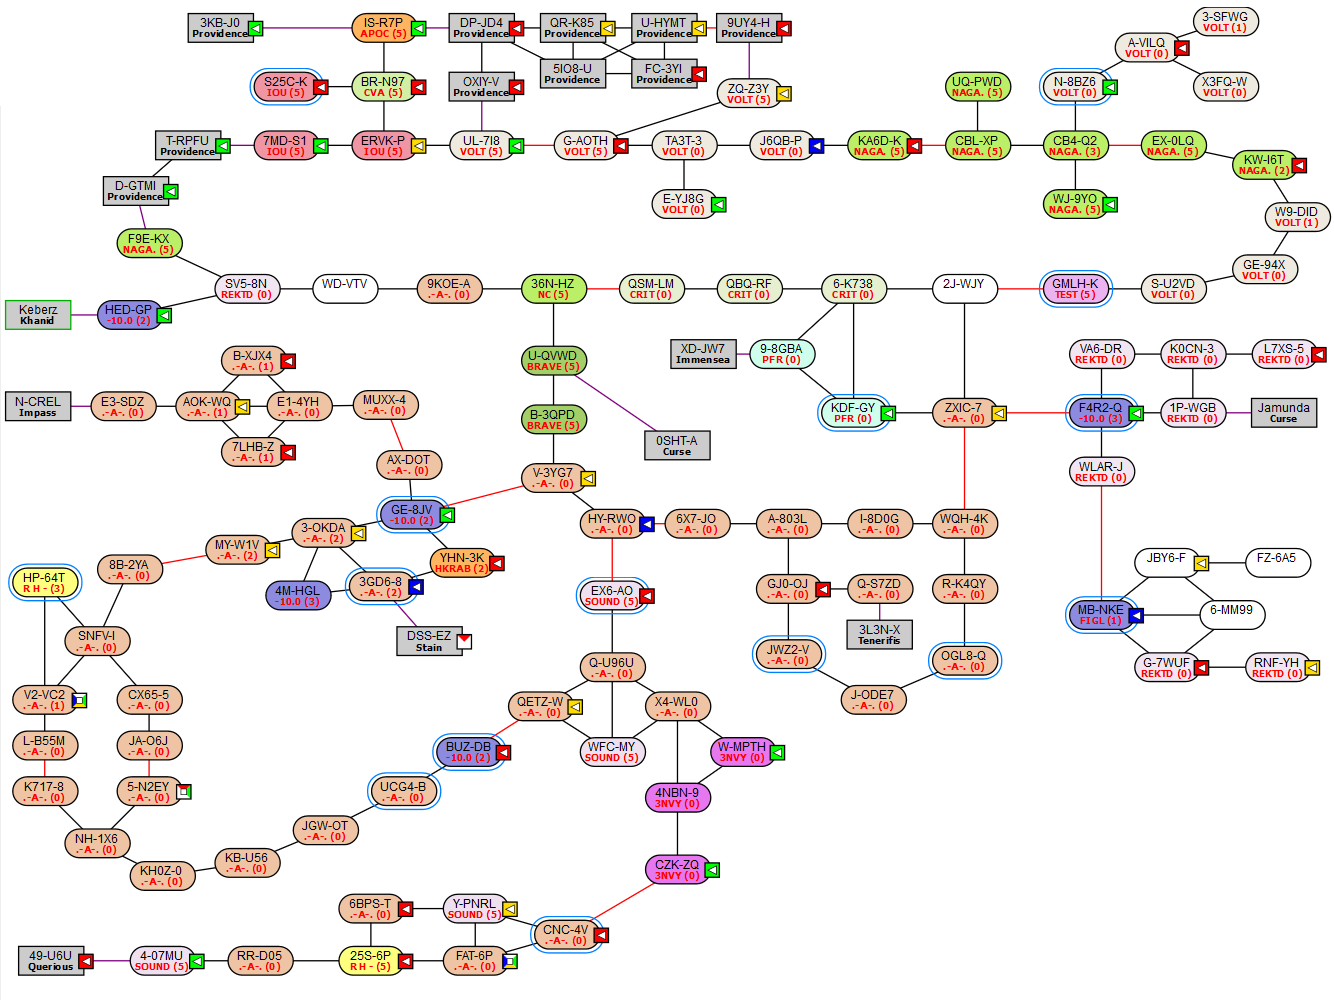 3KB-J0
Providence
IS-R7P
APOC (5)
DP-JD4
Providence
QR-K85
Providence
U-HYMT
Providence
9UY4-H
Providence
3-SFWG
VOLT (1)
A-VILQ
VOLT (0)
5IO8-U
Providence
FC-3YI
Providence
S25C-K
IOU (5)
BR-N97
CVA (5)
OXIY-V
Providence
ZQ-Z3Y
VOLT (5)
UQ-PWD
NAGA. (5)
N-8BZ6
VOLT (0)
X3FQ-W
VOLT (0)
T-RPFU
Providence
7MD-S1
IOU (5)
ERVK-P
IOU (5)
UL-7I8
VOLT (5)
G-AOTH
VOLT (5)
TA3T-3
VOLT (0)
J6QB-P
VOLT (0)
KA6D-K
NAGA. (5)
CBL-XP
NAGA. (5)
CB4-Q2
NAGA. (3)
EX-0LQ
NAGA. (5)
KW-I6T
NAGA. (2)
D-GTMI
Providence
E-YJ8G
VOLT (0)
WJ-9YO
NAGA. (5)
W9-DID
VOLT (1)
F9E-KX
NAGA. (5)
GE-94X
VOLT (0)
SV5-8N
REKTD (0)
WD-VTV
9KOE-A
.-A-. (0)
36N-HZ
NC (5)
QSM-LM
CRIT (0)
QBQ-RF
CRIT (0)
6-K738
CRIT (0)
2J-WJY
GMLH-K
TEST (5)
S-U2VD
VOLT (0)
Keberz
Khanid
HED-GP
-10.0 (2)
B-XJX4
.-A-. (1)
U-QVWD
BRAVE (5)
XD-JW7
Immensea
9-8GBA
PFR (0)
VA6-DR
REKTD (0)
K0CN-3
REKTD (0)
L7XS-5
REKTD (0)
N-CREL
Impass
E3-SDZ
.-A-. (0)
AOK-WQ
.-A-. (1)
E1-4YH
.-A-. (0)
MUXX-4
.-A-. (0)
B-3QPD
BRAVE (5)
KDF-GY
PFR (0)
ZXIC-7
.-A-. (0)
F4R2-Q
-10.0 (3)
1P-WGB
REKTD (0)
Jamunda
Curse
7LHB-Z
.-A-. (1)
0SHT-A
Curse
AX-DOT
.-A-. (0)
V-3YG7
.-A-. (0)
WLAR-J
REKTD (0)
GE-8JV
-10.0 (2)
3-OKDA
.-A-. (2)
HY-RWO
.-A-. (0)
6X7-JO
.-A-. (0)
A-803L
.-A-. (0)
I-8D0G
.-A-. (0)
WQH-4K
.-A-. (0)
MY-W1V
.-A-. (2)
8B-2YA
.-A-. (0)
YHN-3K
HKRAB (2)
JBY6-F
FZ-6A5
HP-64T
R H - (3)
4M-HGL
-10.0 (3)
3GD6-8
.-A-. (2)
EX6-AO
SOUND (5)
GJ0-OJ
.-A-. (0)
Q-S7ZD
.-A-. (0)
R-K4QY
.-A-. (0)
MB-NKE
FIGL (1)
6-MM99
SNFV-I
.-A-. (0)
DSS-EZ
Stain
3L3N-X
Tenerifis
JWZ2-V
.-A-. (0)
OGL8-Q
.-A-. (0)
Q-U96U
.-A-. (0)
G-7WUF
REKTD (0)
RNF-YH
REKTD (0)
V2-VC2
.-A-. (1)
CX65-5
.-A-. (0)
QETZ-W
.-A-. (0)
X4-WL0
.-A-. (0)
J-ODE7
.-A-. (0)
L-B55M
.-A-. (0)
JA-O6J
.-A-. (0)
BUZ-DB
-10.0 (2)
WFC-MY
SOUND (5)
W-MPTH
3NVY (0)
K717-8
.-A-. (0)
5-N2EY
.-A-. (0)
UCG4-B
.-A-. (0)
4NBN-9
3NVY (0)
NH-1X6
.-A-. (0)
JGW-OT
.-A-. (0)
KH0Z-0
.-A-. (0)
KB-U56
.-A-. (0)
CZK-ZQ
3NVY (0)
6BPS-T
.-A-. (0)
Y-PNRL
SOUND (5)
CNC-4V
.-A-. (0)
49-U6U
Querious
4-07MU
SOUND (5)
RR-D05
.-A-. (0)
25S-6P
R H - (5)
FAT-6P
.-A-. (0)